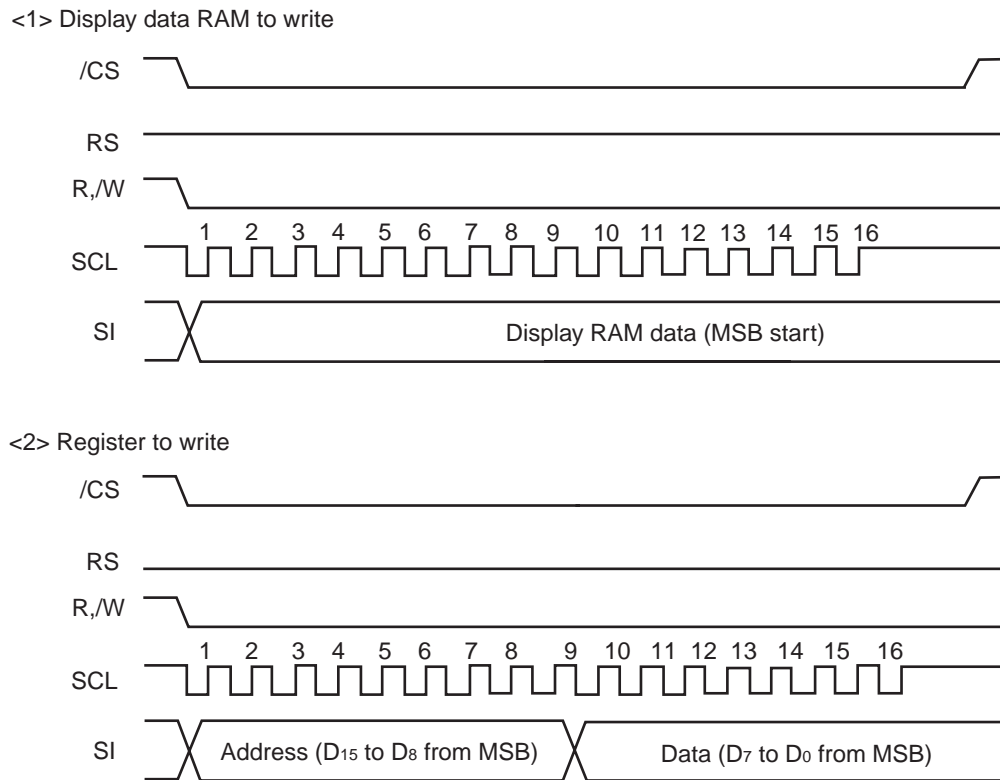 <1> Display data RAM to write
/CS
RS
R,/W
1 2 3 4 5 6 7 8 9 10 11 12 13 14 15 16
SCL
SI Display RAM data (MSB start)
<2> Register to write
/CS
RS
R,/W
1 2 3 4 5 6 7 8 9 10 11 12 13 14 15 16
SCL
SI Address (D15 to D8 from MSB) Data (D7 to D0 from MSB)